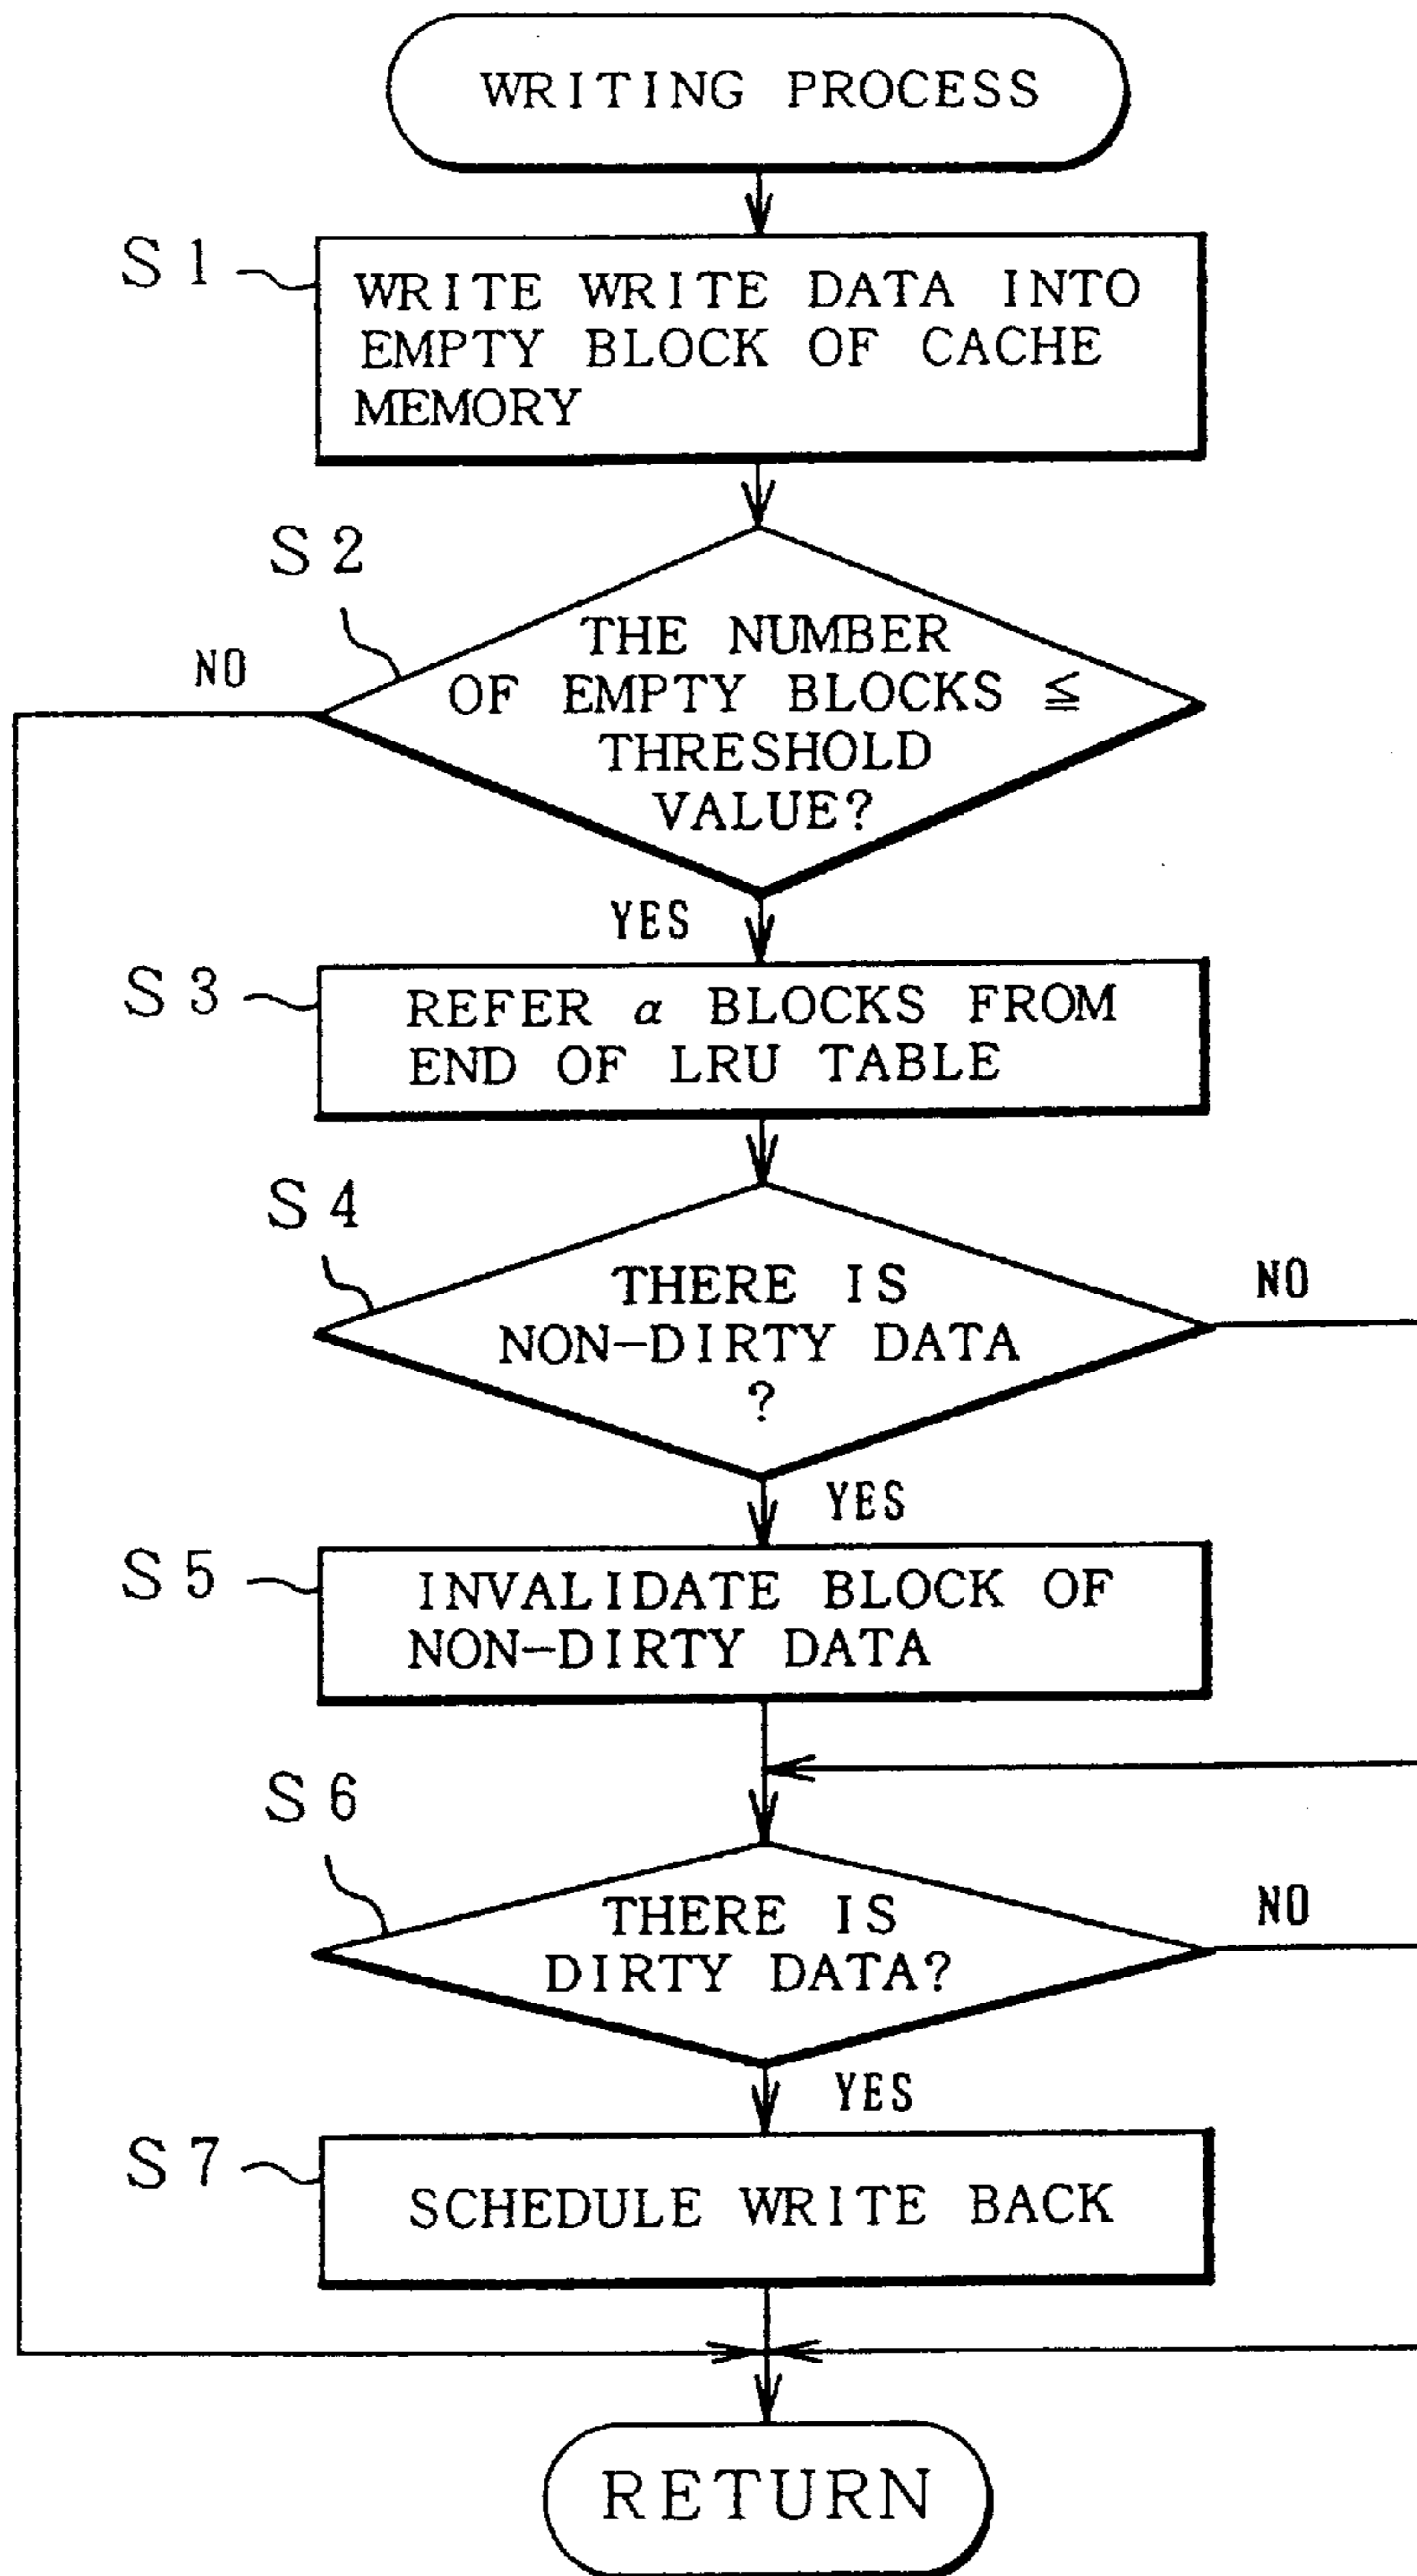 WRITING PROCESS
S1
WRITE WRITE DATA INTO
EMPTY BLOCK OF CACHE
MEMORY
S2
NO
THE NUMBER
OF EMPTY BLOCKS ≦
THRESHOLD
VALUE?
YES
S3
REFER α BLOCKS FROM
END OF LRU TABLE
S4
THERE IS
NON-DIRTY DATA
?
NO
YES
S5
INVALIDATE BLOCK OF
NON-DIRTY DATA
S6
THERE IS
DIRTY DATA?
NO
YES
S7
SCHEDULE WRITE BACK
RETURN